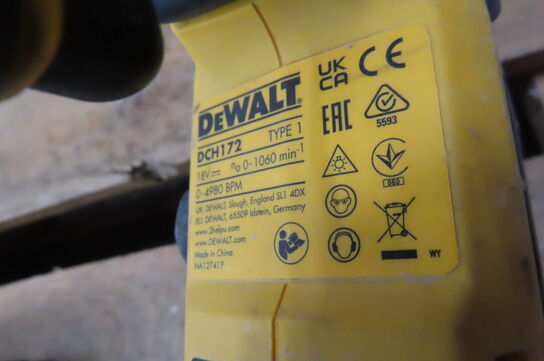 DEWALT
DCH172 TYPE 1
18V n₀ 0-1060 min-1
0-4980 BPM
UK: DEWALT, Slough, England SL1 4DX
EU: DEWALT, 65509 Idstein, Germany
www.2helpu.com
www.DEWALT.com
Made in China
NA127419
UK
CA
CE
EAC
5593
060
WY